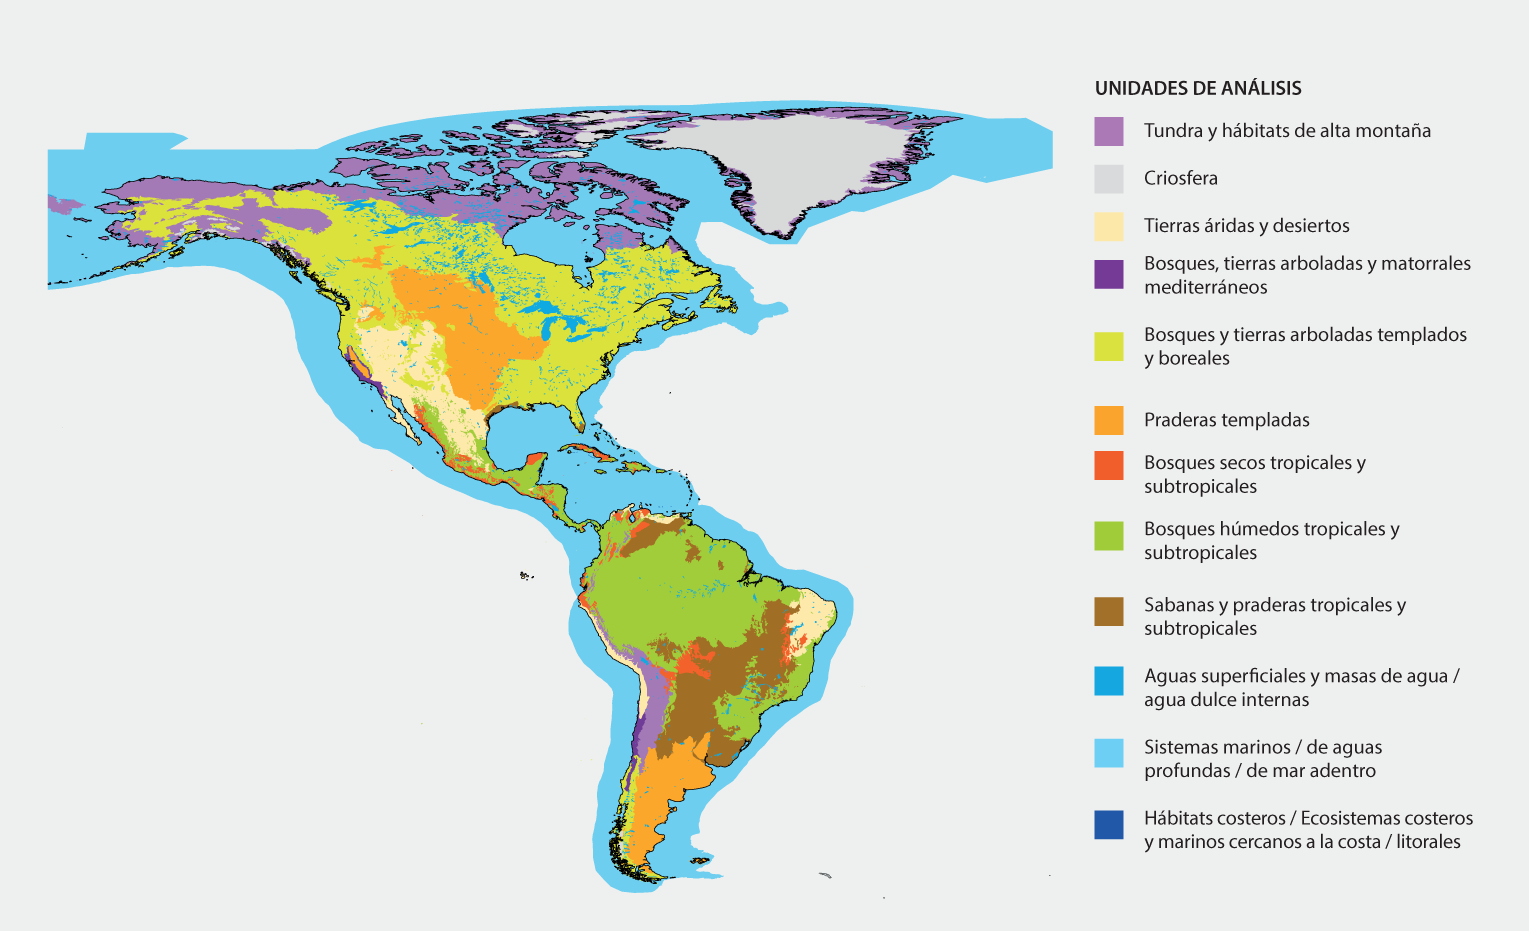 UNIDADES DE ANÁLISIS
Tundra y hábitats de alta montaña
Criosfera
Tierras áridas y desiertos
Bosques, tierras arboladas y matorrales
mediterráneos
Bosques y tierras arboladas templados
y boreales
Praderas templadas
Bosques secos tropicales y
subtropicales
Bosques húmedos tropicales y
subtropicales
Sabanas y praderas tropicales y
subtropicales
Aguas superficiales y masas de agua /
agua dulce internas
Sistemas marinos / de aguas
profundas / de mar adentro
Hábitats costeros / Ecosistemas costeros
y marinos cercanos a la costa / litorales